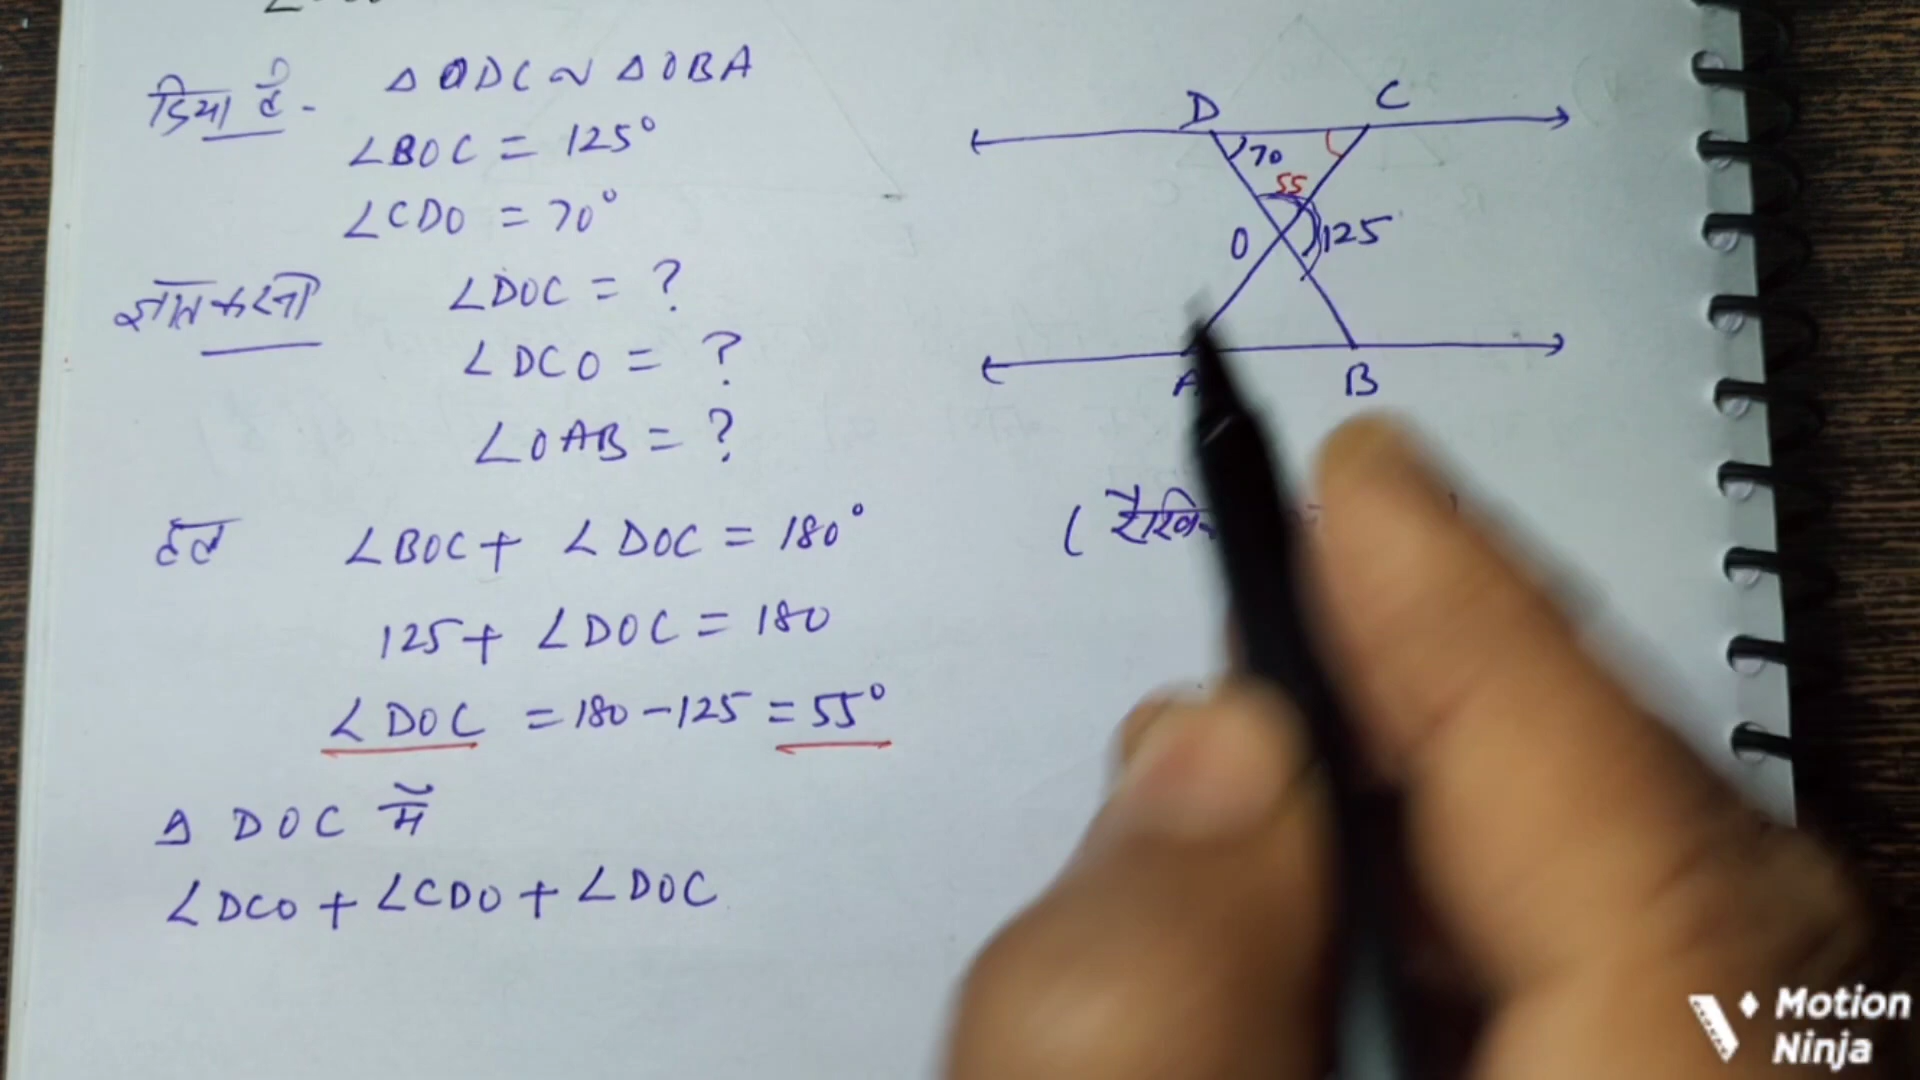 दिया है - △ ODC ~ △ OBA
∠BOC = 125°
∠CDO = 70°
ज्ञात करना ∠DOC = ?
∠DCO = ?
∠OAB = ?
हल ∠BOC + ∠DOC = 180°
125 + ∠DOC = 180
∠DOC = 180 - 125 = 55°
△ DOC में
∠DCO + ∠CDO + ∠DOC
D C
70
55
O 125
A B
Motion
Ninja